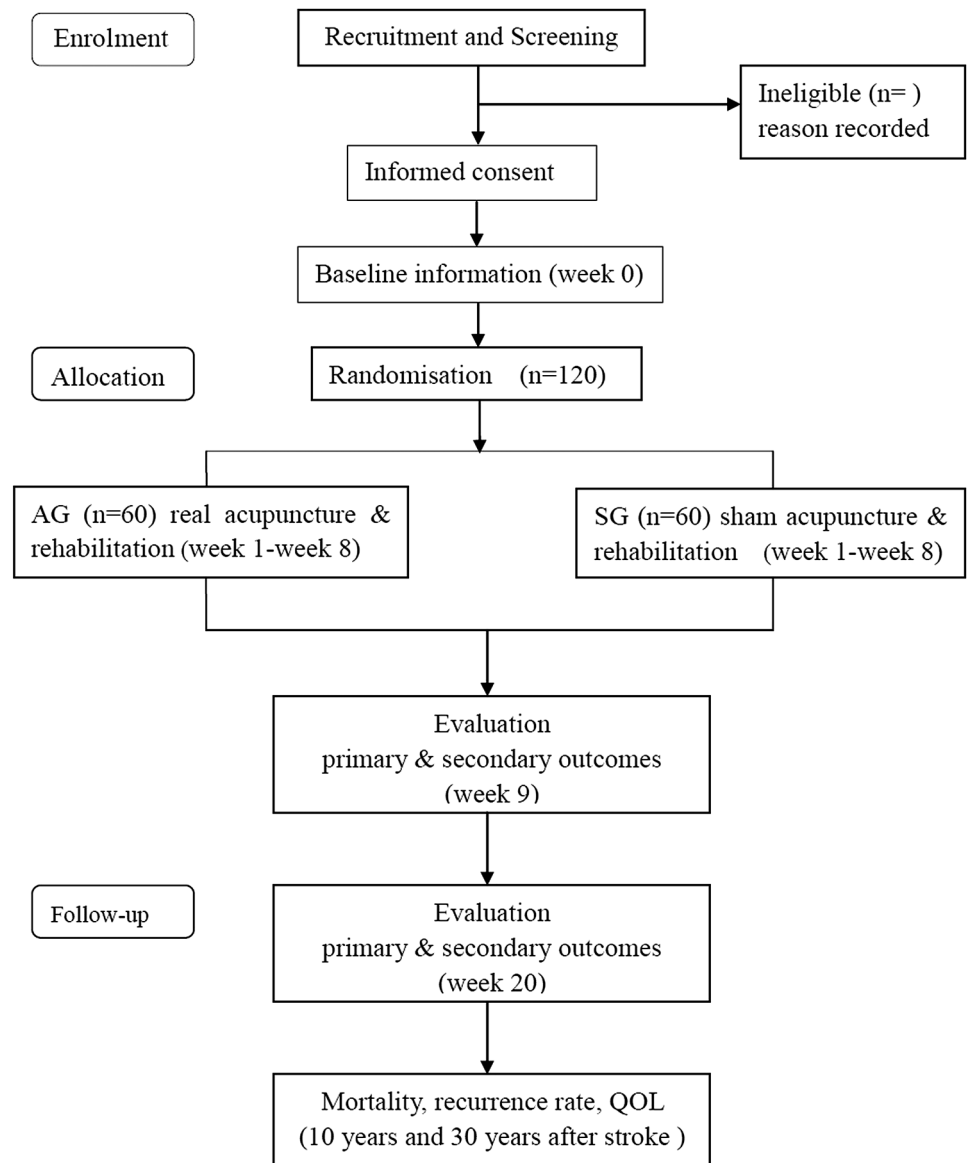 Enrolment
Recruitment and Screening
Ineligible (n= )
reason recorded
Informed consent
Baseline information (week 0)
Allocation
Randomisation (n=120)
AG (n=60) real acupuncture &
rehabilitation (week 1-week 8)
SG (n=60) sham acupuncture &
rehabilitation (week 1-week 8)
Evaluation
primary & secondary outcomes
(week 9)
Follow-up
Evaluation
primary & secondary outcomes
(week 20)
Mortality, recurrence rate, QOL
(10 years and 30 years after stroke )